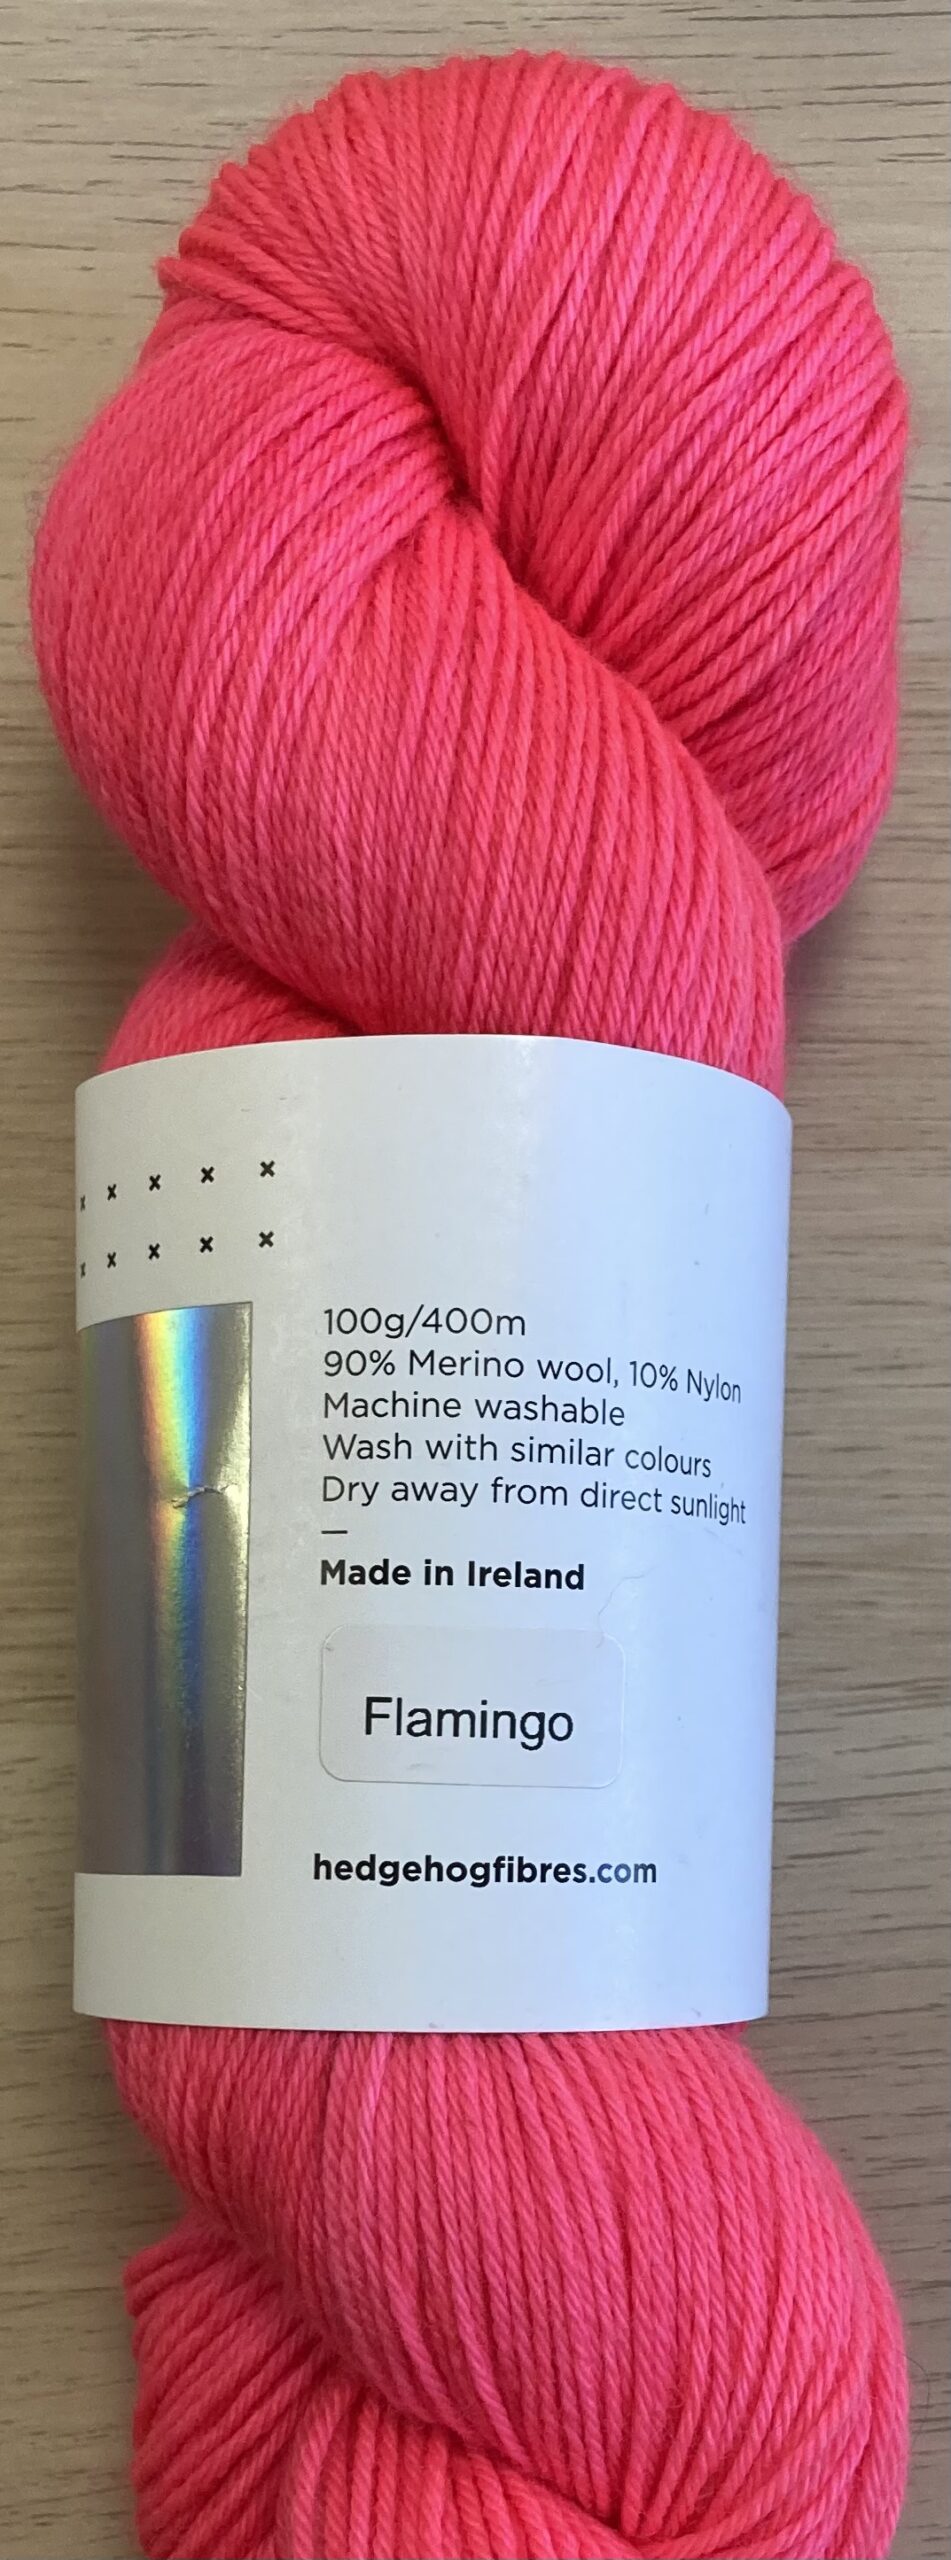 100g/400m
90% Merino wool, 10% Nylon
Machine washable
Wash with similar colours
Dry away from direct sunlight
—
Made in Ireland
Flamingo
hedgehogfibres.com